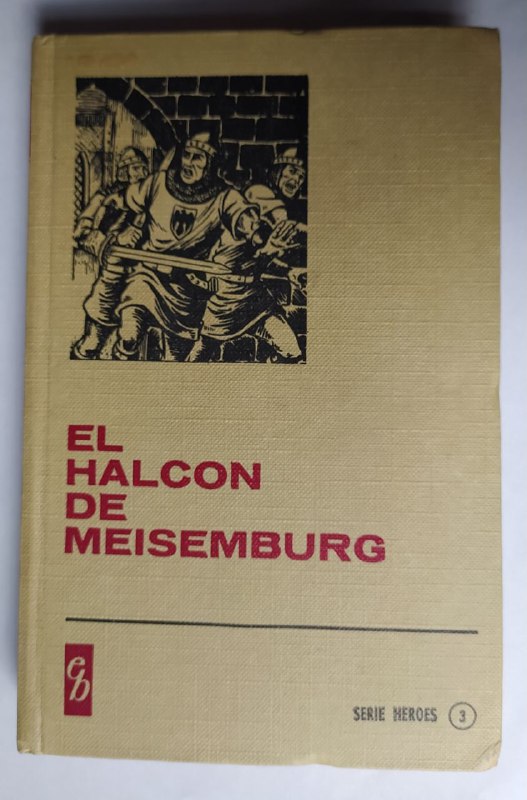 EL
HALCON
DE
MEISEMBURG
eb
SERIE HEROES 3